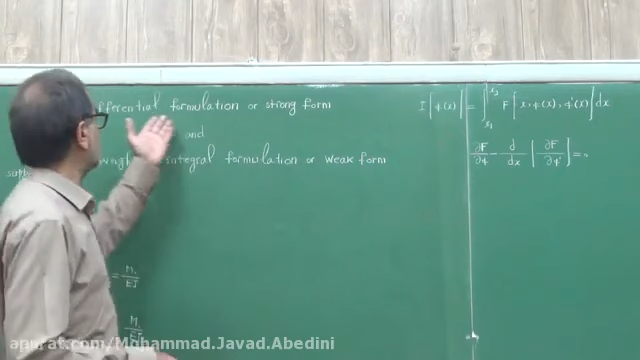 fferential formulation or strong form
and
integral formulation or weak form
I[φ(x)] = ∫_{x₁}^{x₂} F[x, φ(x), φ'(x)] dx
∂F/∂φ - d/dx [∂F/∂φ'] = 0
= M/EI
M/EI
aparat.com/Mohammad.Javad.Abedini